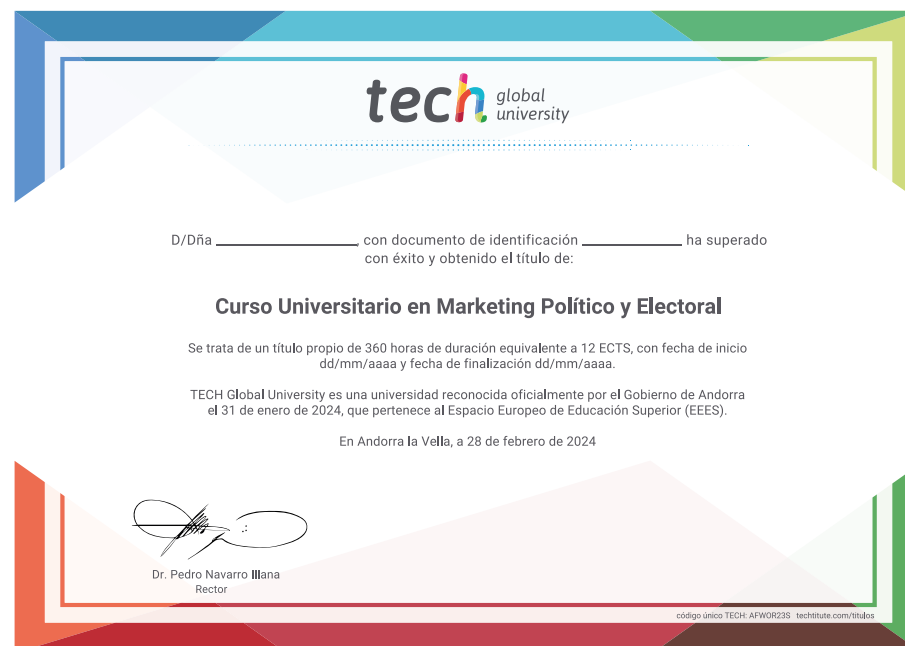 tech global university
D/Dña , con documento de identificación ha superado
con éxito y obtenido el título de:
Curso Universitario en Marketing Político y Electoral
Se trata de un título propio de 360 horas de duración equivalente a 12 ECTS, con fecha de inicio
dd/mm/aaaa y fecha de finalización dd/mm/aaaa.
TECH Global University es una universidad reconocida oficialmente por el Gobierno de Andorra
el 31 de enero de 2024, que pertenece al Espacio Europeo de Educación Superior (EEES).
En Andorra la Vella, a 28 de febrero de 2024
Dr. Pedro Navarro Illana
Rector
código único TECH: AFWOR23S techtitute.com/titulos